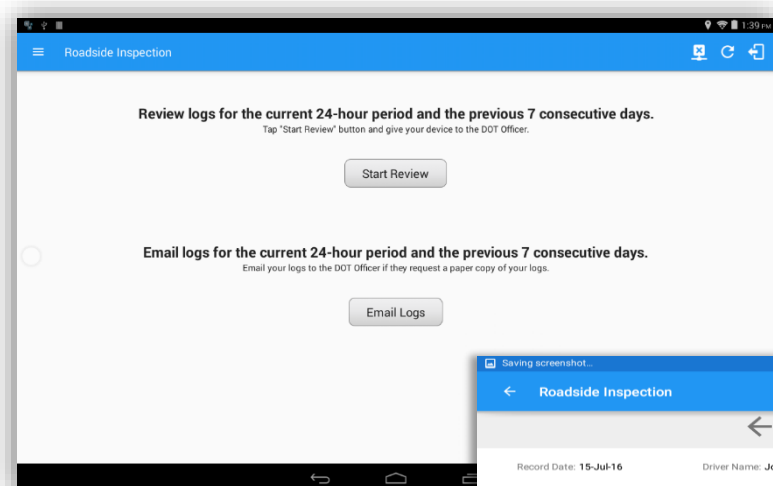 1:39 PM
Roadside Inspection
Review logs for the current 24-hour period and the previous 7 consecutive days.
Tap "Start Review" button and give your device to the DOT Officer.
Start Review
Email logs for the current 24-hour period and the previous 7 consecutive days.
Email your logs to the DOT Officer if they request a paper copy of your logs.
Email Logs
Saving screenshot...
Roadside Inspection
Record Date: 15-Jul-16 Driver Name: